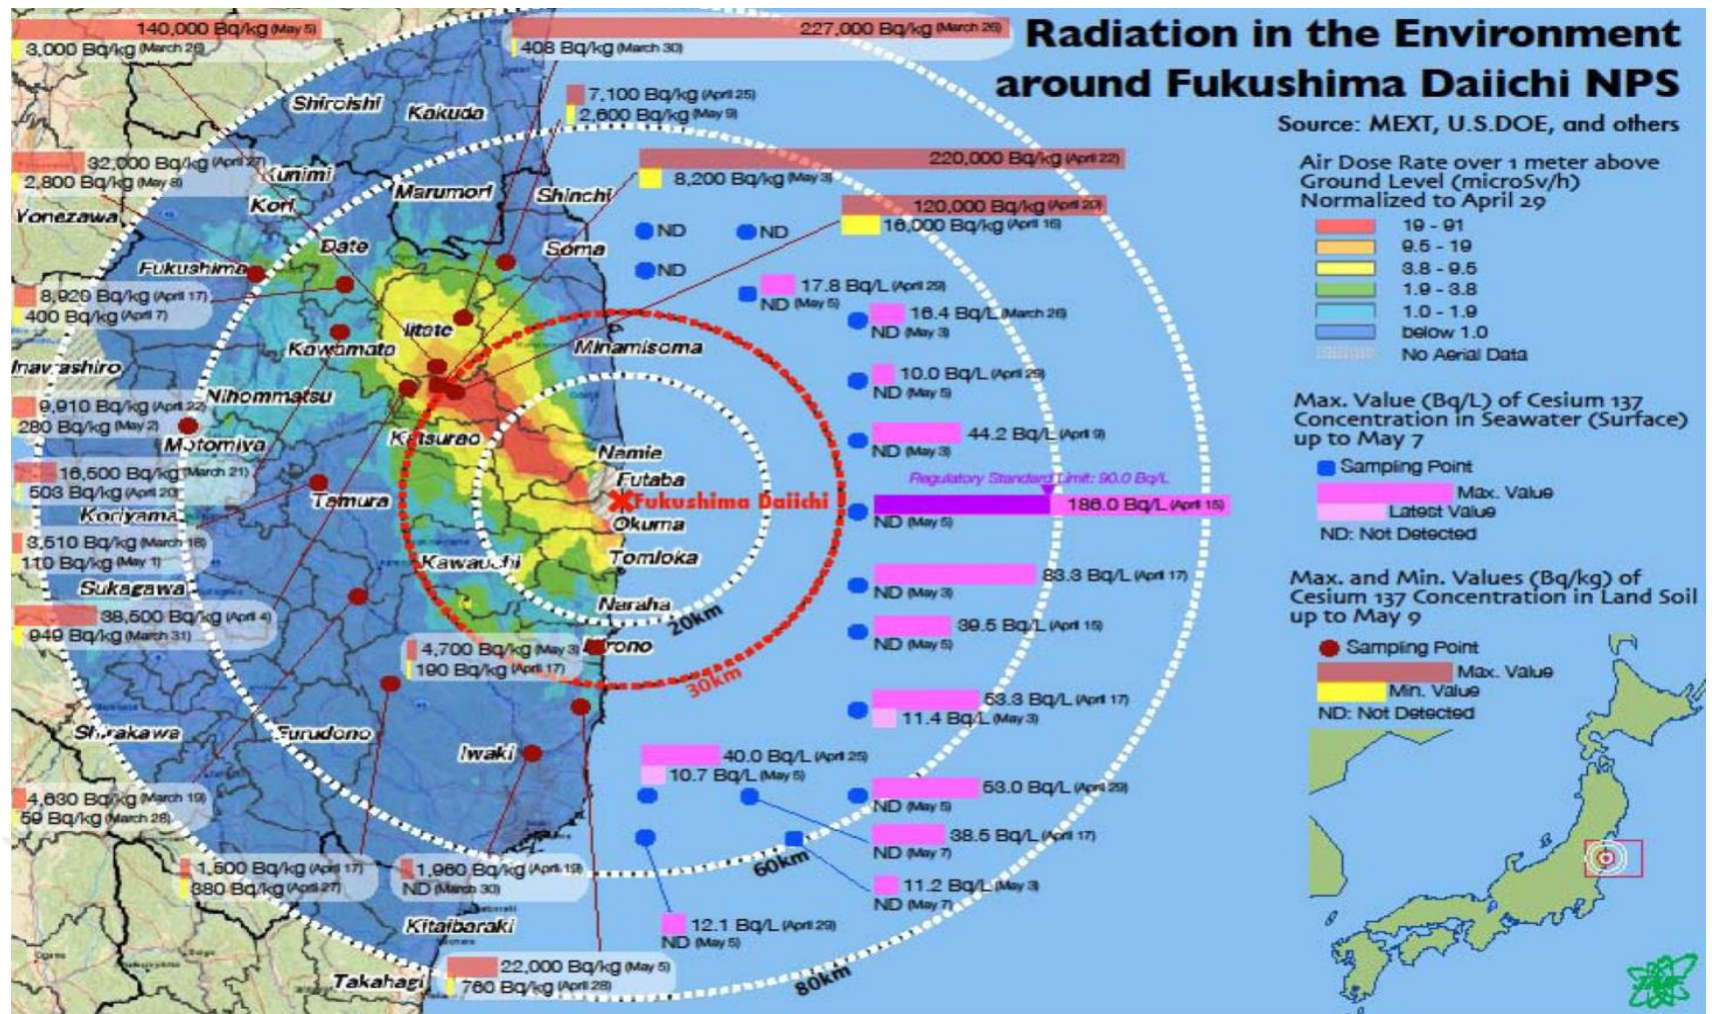 Radiation in the Environment
around Fukushima Daiichi NPS
Source: MEXT, U.S.DOE, and others
140,000 Bq/kg (May 5)
3,000 Bq/kg (March 26)
227,000 Bq/kg (March 26)
408 Bq/kg (March 30)
7,100 Bq/kg (April 25)
2,600 Bq/kg (May 9)
220,000 Bq/kg (April 22)
8,200 Bq/kg (May 3)
120,000 Bq/kg (April 20)
16,000 Bq/kg (April 16)
32,000 Bq/kg (April 27)
2,800 Bq/kg (May 8)
8,920 Bq/kg (April 17)
400 Bq/kg (April 7)
9,910 Bq/kg (April 22)
280 Bq/kg (May 2)
16,500 Bq/kg (March 21)
503 Bq/kg (April 20)
3,510 Bq/kg (March 18)
110 Bq/kg (May 1)
38,500 Bq/kg (April 4)
949 Bq/kg (March 31)
4,700 Bq/kg (May 3)
190 Bq/kg (April 17)
4,630 Bq/kg (March 19)
59 Bq/kg (March 28)
1,500 Bq/kg (April 17)
380 Bq/kg (April 27)
1,960 Bq/kg (April 19)
ND (March 30)
22,000 Bq/kg (May 5)
760 Bq/kg (April 28)
Shiroishi
Kakuda
Kunimi
Kori
Marumori
Shinchi
Yonezawa
Date
Soma
Fukushima
Iitate
Kawamata
Minamisoma
Inawashiro
Nihommatsu
Motomiya
Katsurao
Namie
Futaba
Fukushima Daiichi
Okuma
Tamura
Koriyama
Kawauchi
Tomioka
Sukagawa
Naraha
Hirono
Shirakawa
Furudono
Iwaki
Kitaibaraki
Takahagi
20km
30km
60km
80km
ND
ND
ND
17.8 Bq/L (April 29)
ND (May 5)
16.4 Bq/L (March 26)
ND (May 3)
10.0 Bq/L (April 29)
ND (May 5)
44.2 Bq/L (April 9)
ND (May 3)
Regulatory Standard Limit: 90.0 Bq/L
186.0 Bq/L (April 15)
ND (May 5)
83.3 Bq/L (April 17)
ND (May 3)
39.5 Bq/L (April 15)
ND (May 5)
53.3 Bq/L (April 17)
11.4 Bq/L (May 3)
40.0 Bq/L (April 25)
10.7 Bq/L (May 5)
53.0 Bq/L (April 29)
ND (May 5)
38.5 Bq/L (April 17)
ND (May 7)
11.2 Bq/L (May 3)
ND (May 7)
12.1 Bq/L (April 29)
ND (May 5)
Air Dose Rate over 1 meter above
Ground Level (microSv/h)
Normalized to April 29
19 - 91
9.5 - 19
3.8 - 9.5
1.9 - 3.8
1.0 - 1.9
below 1.0
No Aerial Data
Max. Value (Bq/L) of Cesium 137
Concentration in Seawater (Surface)
up to May 7
Sampling Point
Max. Value
Latest Value
ND: Not Detected
Max. and Min. Values (Bq/kg) of
Cesium 137 Concentration in Land Soil
up to May 9
Sampling Point
Max. Value
Min. Value
ND: Not Detected